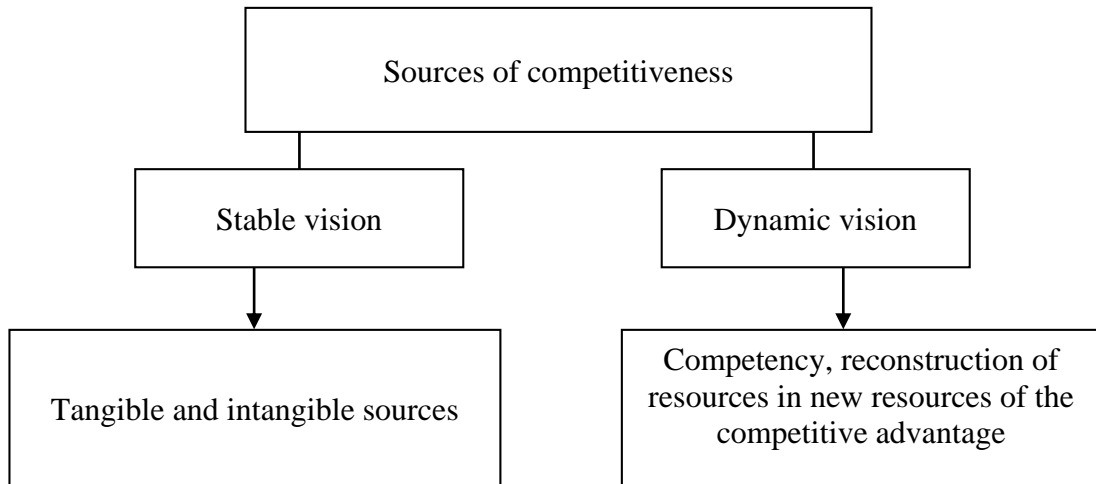 Sources of competitiveness
Stable vision
Dynamic vision
Tangible and intangible sources
Competency, reconstruction of
resources in new resources of the
competitive advantage